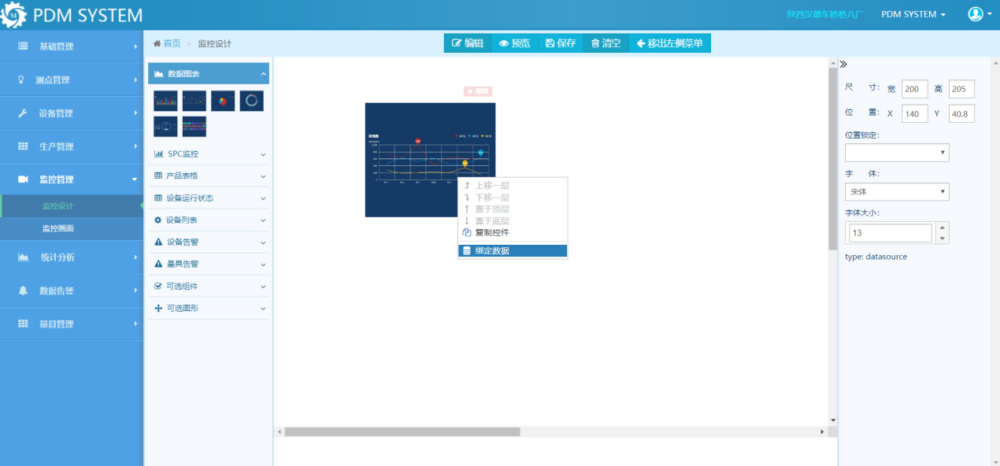 PDM SYSTEM
陕西汉德车桥桥八厂
PDM SYSTEM
基础管理
测点管理
设备管理
生产管理
监控管理
监控设计
监控画面
统计分析
数据告警
量具管理
首页 > 监控设计
编辑 预览 保存 清空 移出左侧菜单
数据图表
SPC监控
产品表格
设备运行状态
设备列表
设备告警
量具告警
可选组件
可选图形
删除
上移一层
下移一层
置于顶层
置于底层
复制控件
绑定数据
尺 寸: 宽 200 高 205
位 置: X 140 Y 40.8
位置锁定:
字 体:
宋体
字体大小:
13
type: datasource